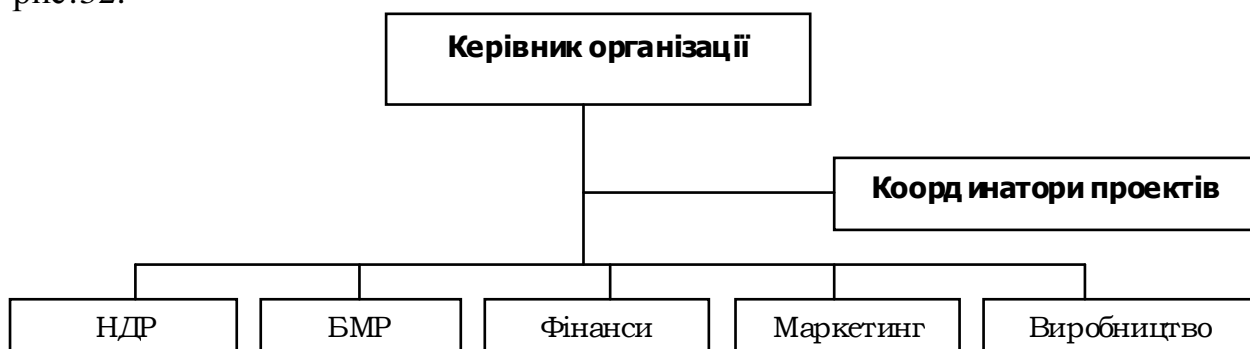 рис.32.
Керівник організації
Координатори проектів
НДР
БМР
Фінанси
Маркетинг
Виробництво